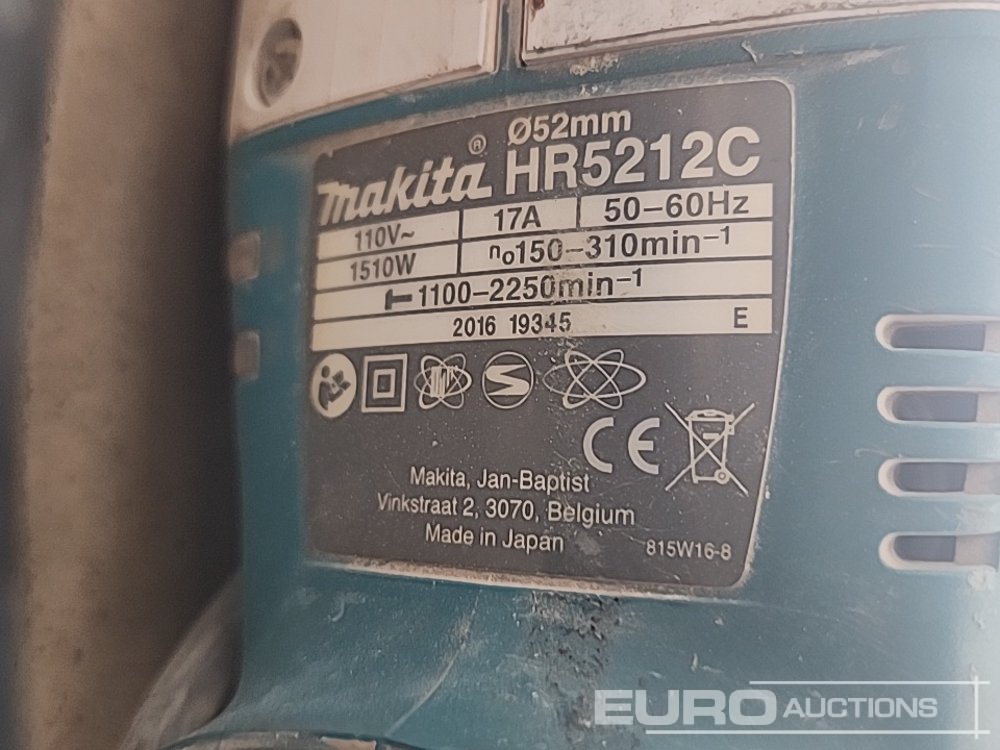 Ø52mm
makita® HR5212C
110V~ 17A 50-60Hz
1510W n₀150-310min⁻¹
1100-2250min⁻¹
2016 19345 E
CE
Makita, Jan-Baptist
Vinkstraat 2, 3070, Belgium
Made in Japan
815W16-8
EURO AUCTIONS